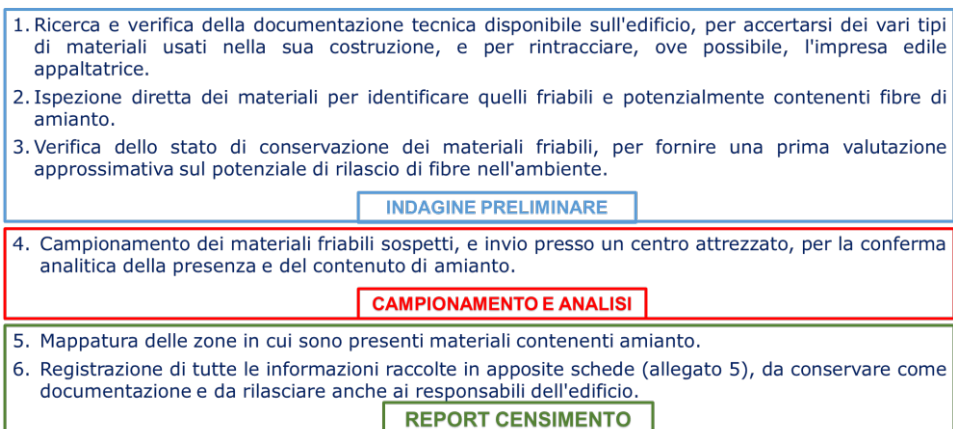 1. Ricerca e verifica della documentazione tecnica disponibile sull'edificio, per accertarsi dei vari tipi
di materiali usati nella sua costruzione, e per rintracciare, ove possibile, l'impresa edile
appaltatrice.
2. Ispezione diretta dei materiali per identificare quelli friabili e potenzialmente contenenti fibre di
amianto.
3. Verifica dello stato di conservazione dei materiali friabili, per fornire una prima valutazione
approssimativa sul potenziale di rilascio di fibre nell'ambiente.
INDAGINE PRELIMINARE
4. Campionamento dei materiali friabili sospetti, e invio presso un centro attrezzato, per la conferma
analitica della presenza e del contenuto di amianto.
CAMPIONAMENTO E ANALISI
5. Mappatura delle zone in cui sono presenti materiali contenenti amianto.
6. Registrazione di tutte le informazioni raccolte in apposite schede (allegato 5), da conservare come
documentazione e da rilasciare anche ai responsabili dell'edificio.
REPORT CENSIMENTO